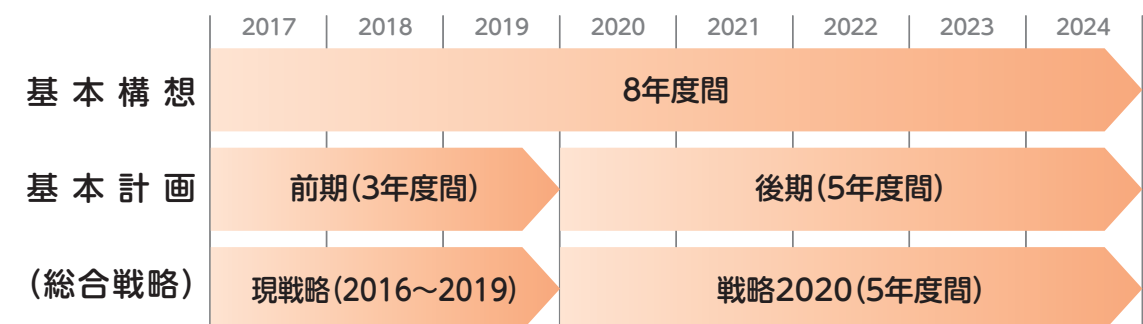 2017 2018 2019 2020 2021 2022 2023 2024
基本構想 8年度間
基本計画 前期(3年度間) 後期(5年度間)
(総合戦略) 現戦略(2016〜2019) 戦略2020(5年度間)